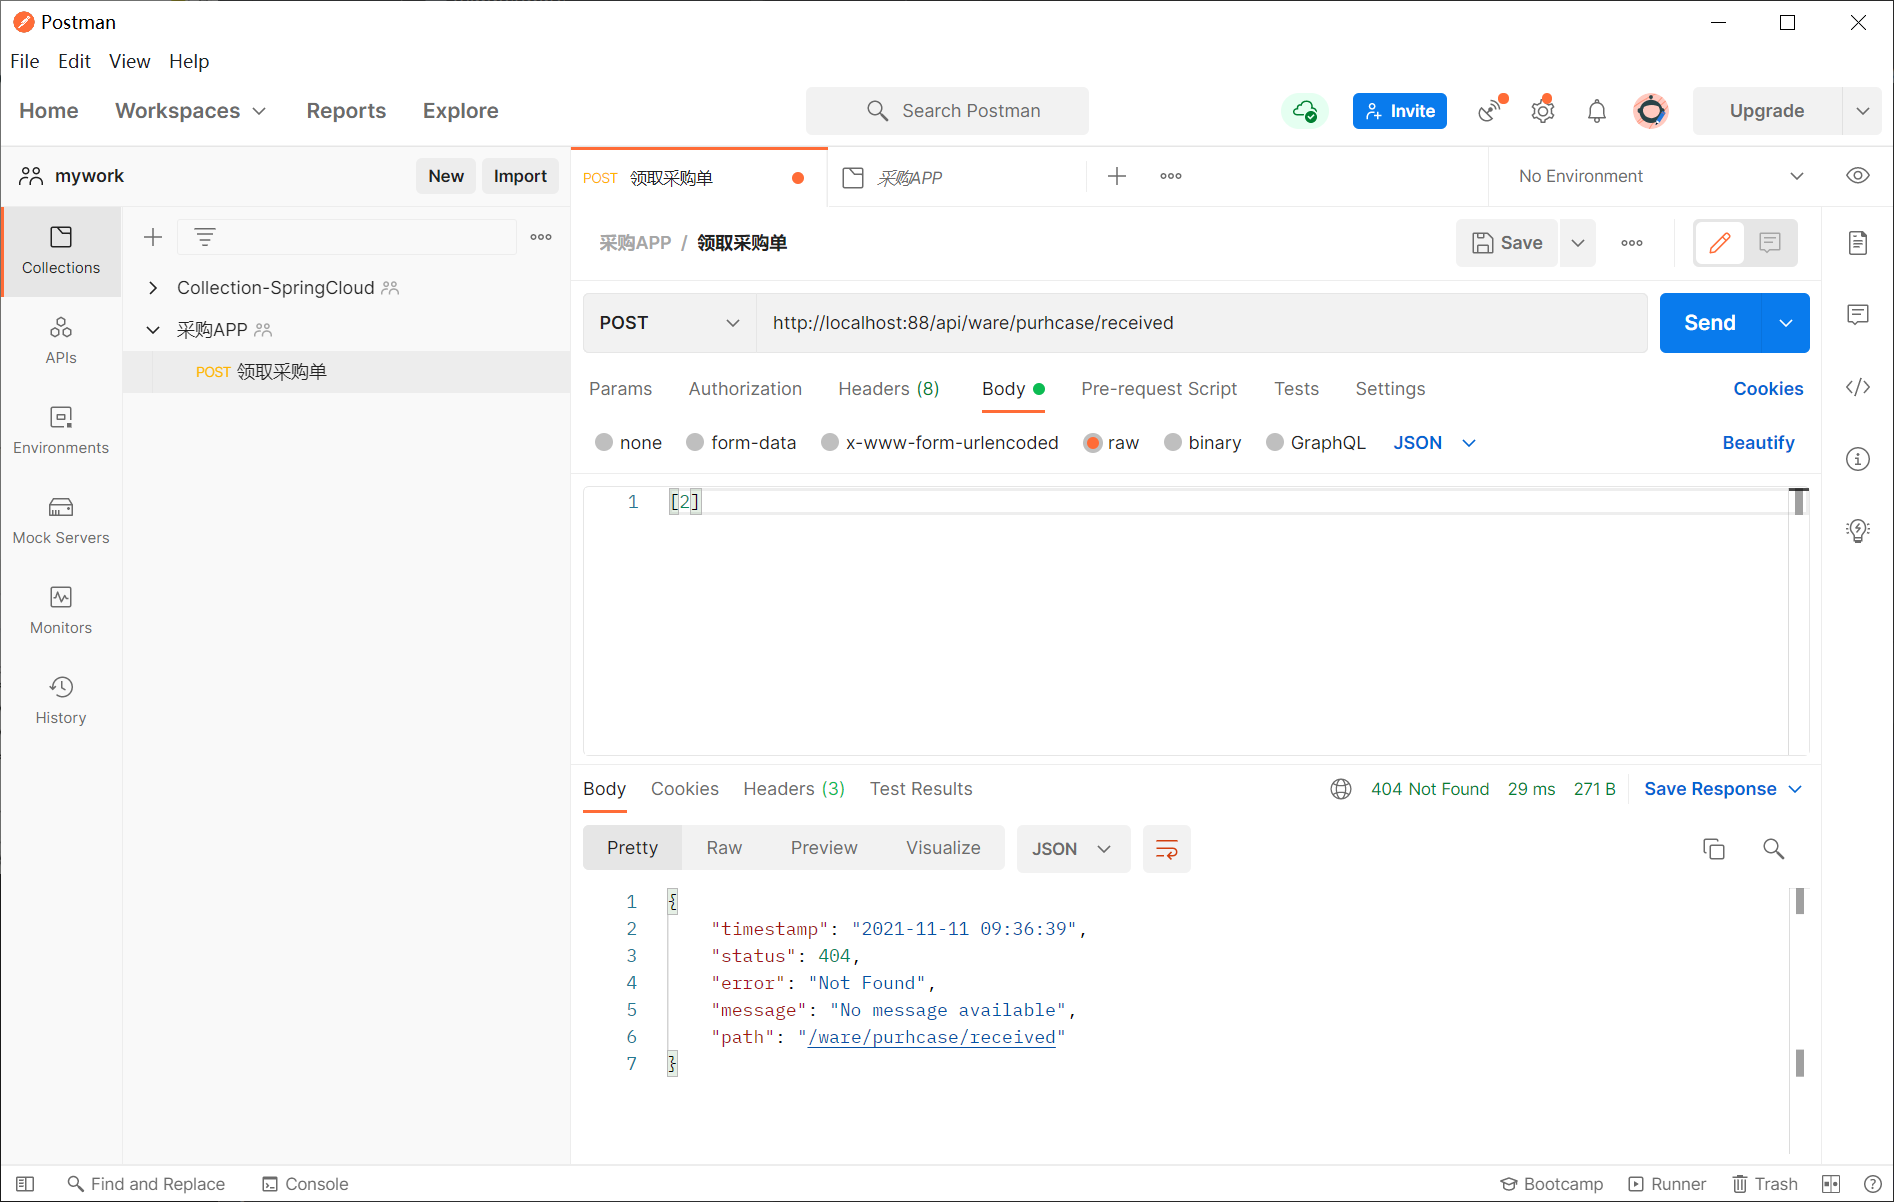 Postman
File Edit View Help
Home Workspaces Reports Explore Search Postman Invite Upgrade
mywork New Import POST 领取采购单 采购APP No Environment
Collections
APIs
Environments
Mock Servers
Monitors
History
Collection-SpringCloud
采购APP
POST 领取采购单
采购APP / 领取采购单 Save
POST http://localhost:88/api/ware/purhcase/received Send
Params Authorization Headers (8) Body Pre-request Script Tests Settings Cookies
none form-data x-www-form-urlencoded raw binary GraphQL JSON Beautify
1 [2]
Body Cookies Headers (3) Test Results 404 Not Found 29 ms 271 B Save Response
Pretty Raw Preview Visualize JSON
1 {
2 "timestamp": "2021-11-11 09:36:39",
3 "status": 404,
4 "error": "Not Found",
5 "message": "No message available",
6 "path": "/ware/purhcase/received"
7 }
Find and Replace Console Bootcamp Runner Trash